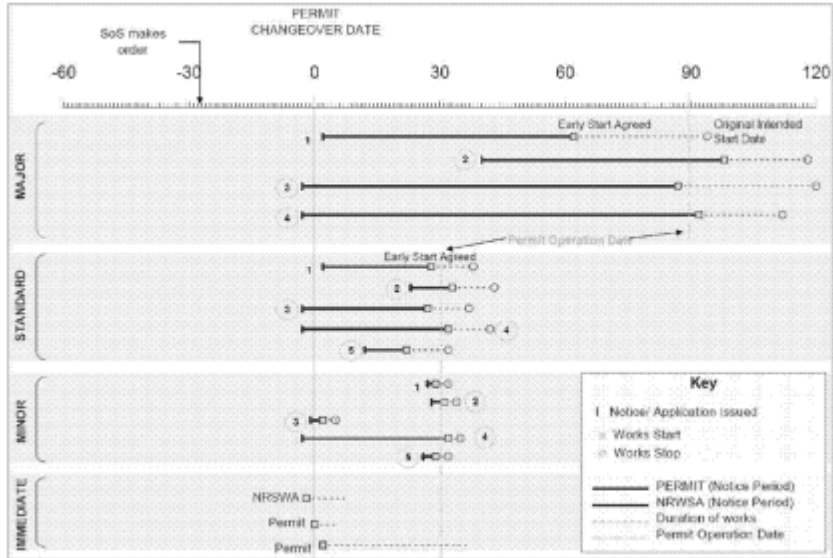 PERMIT
CHANGEOVER DATE
SoS makes
order
-60 -30 0 30 60 90 120
MAJOR
1
Early Start Agreed
Original Intended
Start Date
2
3
4
Permit Operation Date
STANDARD
Early Start Agreed
1
2
3
4
5
MINOR
1
3
4
5
IMMEDIATE
NRSWA
Permit
Permit
Key
Notice/ Application Issued
Works Start
Works Stop
PERMIT (Notice Period)
NRWSA (Notice Period)
Duration of works
Permit Operation Date